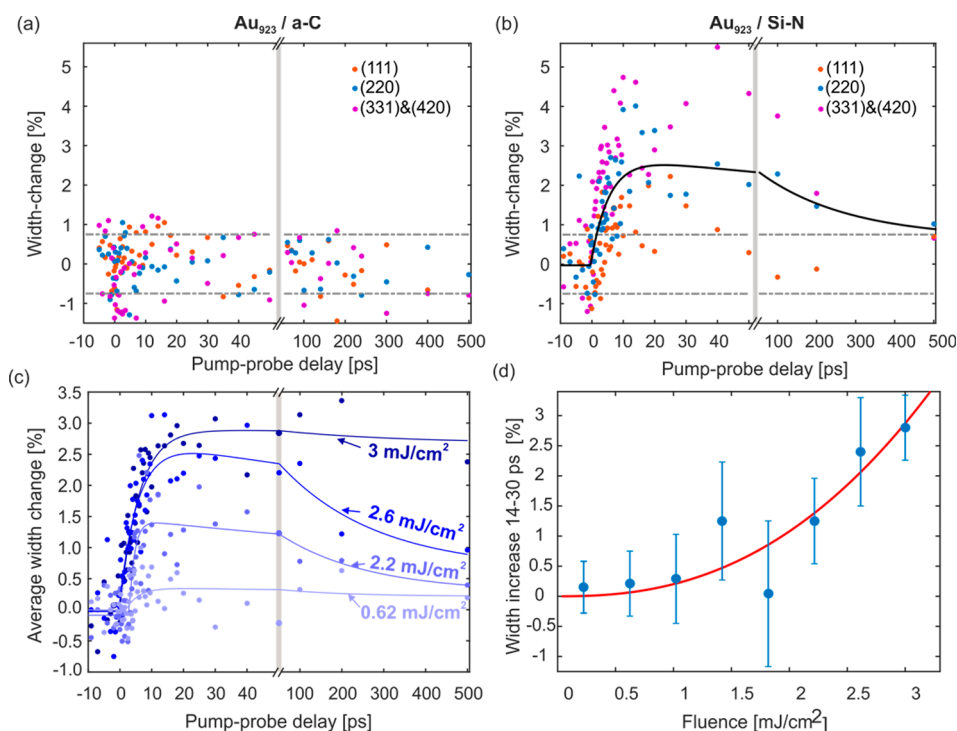 (a)
Au923 / a-C
(b)
Au923 / Si-N
5
4
3
2
1
0
-1
Width-change [%]
(111)
(220)
(331)&(420)
-10 0 10 20 30 40 100 200 300 400 500
Pump-probe delay [ps]
5
4
3
2
1
0
-1
Width-change [%]
(111)
(220)
(331)&(420)
-10 0 10 20 30 40 100 200 300 400 500
Pump-probe delay [ps]
(c)
3.5
3.0
2.5
2.0
1.5
1.0
0.5
0.0
-0.5
-1.0
Average width change [%]
3 mJ/cm2
2.6 mJ/cm2
2.2 mJ/cm2
0.62 mJ/cm2
-10 0 10 20 30 40 100 200 300 400 500
Pump-probe delay [ps]
(d)
3
2.5
2
1.5
1
0.5
0
-1
Width increase 14-30 ps [%]
0 0.5 1 1.5 2 2.5 3
Fluence [mJ/cm2]